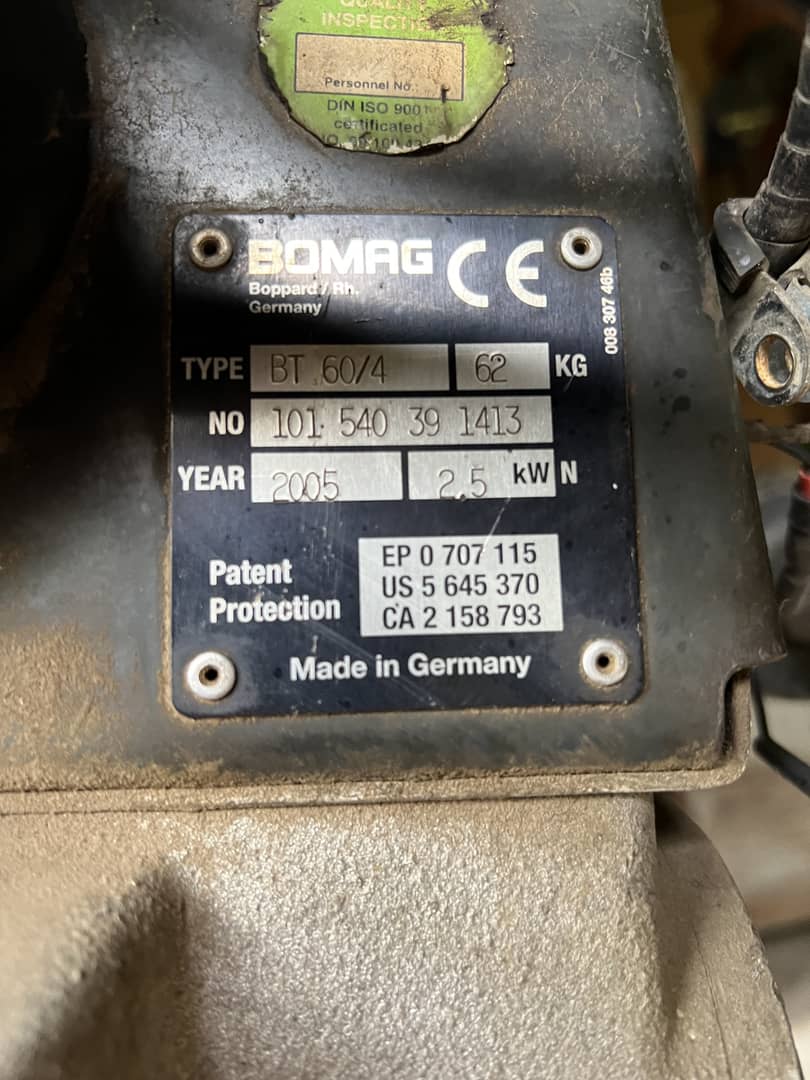 QUALITY
INSPECTIO
Personnel No.:
DIN ISO 9001
certificated
BOMAG CE
Boppard / Rh.
Germany
008 307 46b
TYPE BT 60/4 62 KG
NO 101 540 39 1413
YEAR 2005 2.5 kW N
Patent
Protection
EP 0 707 115
US 5 645 370
CA 2 158 793
Made in Germany